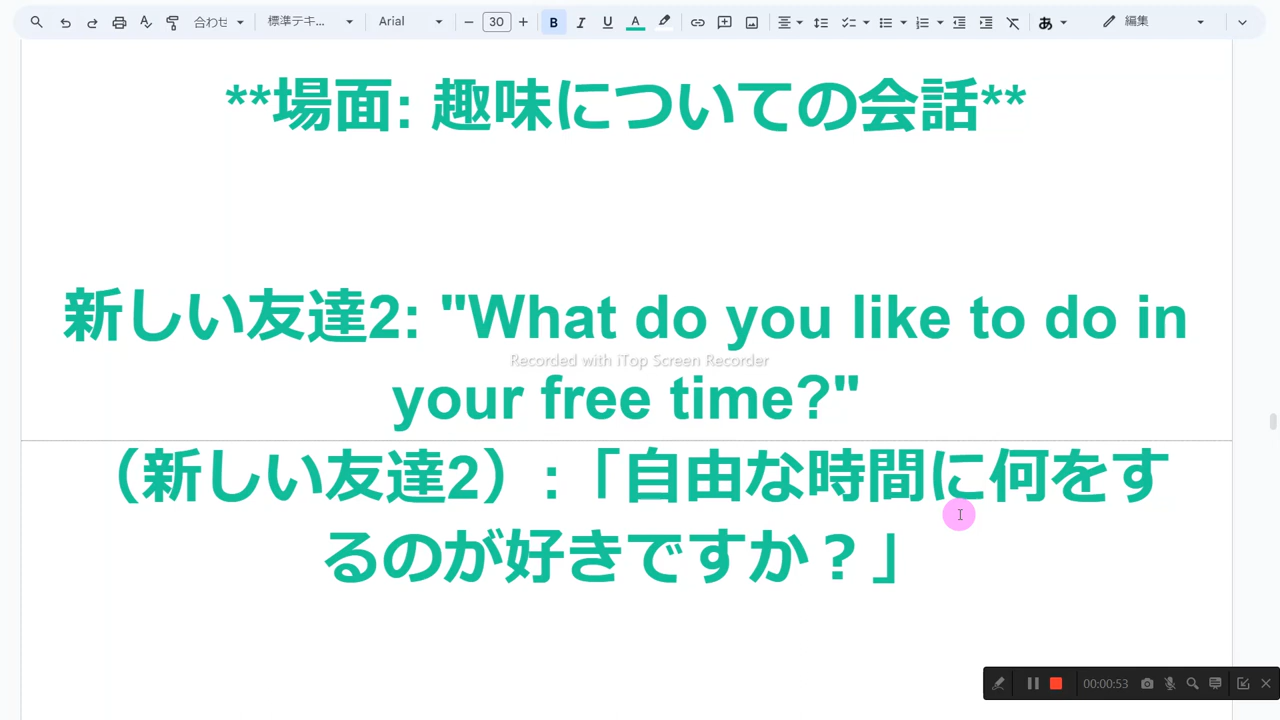 合わせ 標準テキ... Arial 30 B I U A あ 編集
**場面: 趣味についての会話**
新しい友達2: "What do you like to do in
your free time?"
Recorded with iTop Screen Recorder
（新しい友達2）:「自由な時間に何をす
るのが好きですか？」
00:00:53